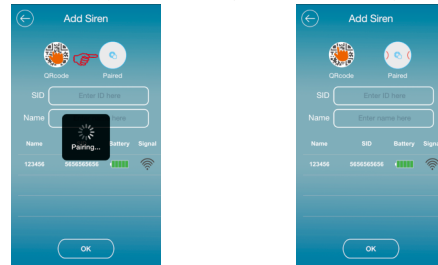 Add Siren
QRcode Paired
SID Enter ID here
Name here
Pairing...
Name Battery Signal
123456 5656565656
OK
Add Siren
QRcode Paired
SID Enter ID here
Name Enter name here
Name SID Battery Signal
123456 5656565656
OK